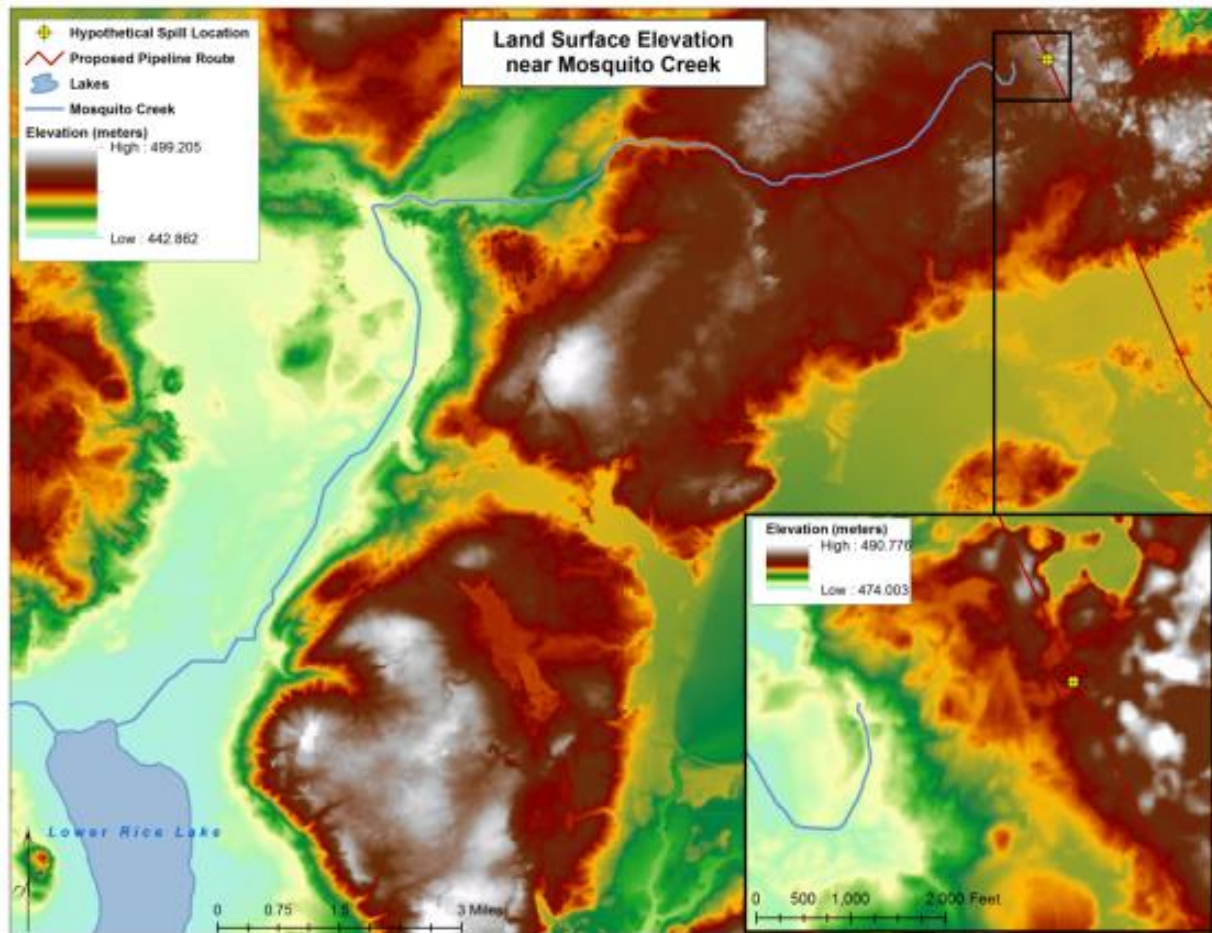 Hypothetical Spill Location
Proposed Pipeline Route
Lakes
Mosquito Creek
Elevation (meters)
High : 499.205
Low : 442.862
Land Surface Elevation
near Mosquito Creek
Elevation (meters)
High : 490.776
Low : 474.003
Lower Rice Lake
0 0.75 1.5 3 Miles
0 500 1,000 2,000 Feet